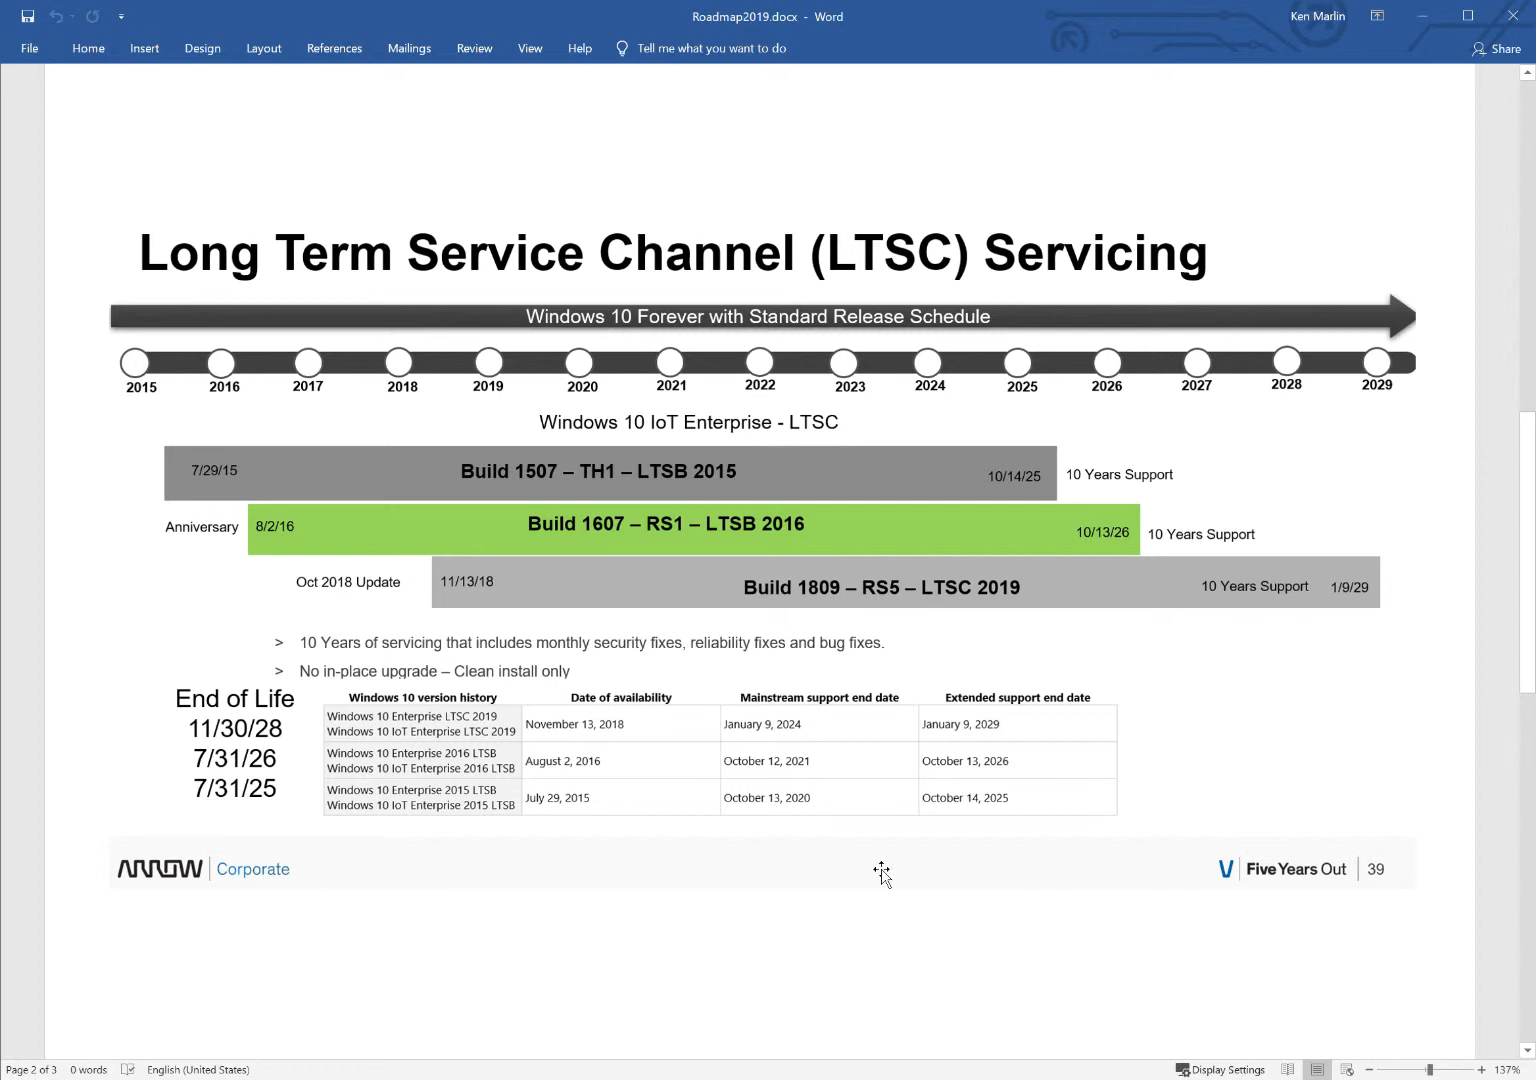 Roadmap2019.docx - Word
Ken Marlin
File Home Insert Design Layout References Mailings Review View Help Tell me what you want to do Share
Long Term Service Channel (LTSC) Servicing
Windows 10 Forever with Standard Release Schedule
2015 2016 2017 2018 2019 2020 2021 2022 2023 2024 2025 2026 2027 2028 2029
Windows 10 IoT Enterprise - LTSC
7/29/15 Build 1507 – TH1 – LTSB 2015 10/14/25 10 Years Support
Anniversary 8/2/16 Build 1607 – RS1 – LTSB 2016 10/13/26 10 Years Support
Oct 2018 Update 11/13/18 Build 1809 – RS5 – LTSC 2019 10 Years Support 1/9/29
> 10 Years of servicing that includes monthly security fixes, reliability fixes and bug fixes.
> No in-place upgrade – Clean install only
End of Life
11/30/28
7/31/26
7/31/25
Windows 10 version history Date of availability Mainstream support end date Extended support end date
Windows 10 Enterprise LTSC 2019
Windows 10 IoT Enterprise LTSC 2019
November 13, 2018 January 9, 2024 January 9, 2029
Windows 10 Enterprise 2016 LTSB
Windows 10 IoT Enterprise 2016 LTSB
August 2, 2016 October 12, 2021 October 13, 2026
Windows 10 Enterprise 2015 LTSB
Windows 10 IoT Enterprise 2015 LTSB
July 29, 2015 October 13, 2020 October 14, 2025
ARROW Corporate
V Five Years Out 39
Page 2 of 3 0 words English (United States) Display Settings 137%